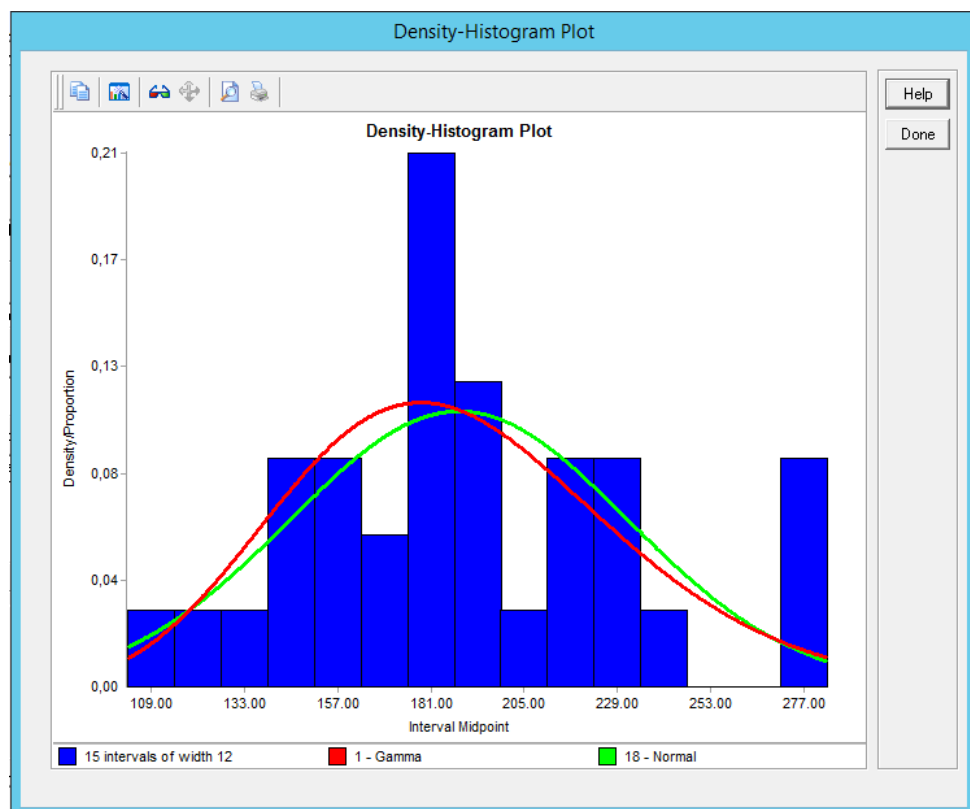 Density-Histogram Plot
Help
Done
Density-Histogram Plot
0,21
0,17
0,13
0,08
0,04
0,00
Density/Proportion
109.00 133.00 157.00 181.00 205.00 229.00 253.00 277.00
Interval Midpoint
15 intervals of width 12 1 - Gamma 18 - Normal